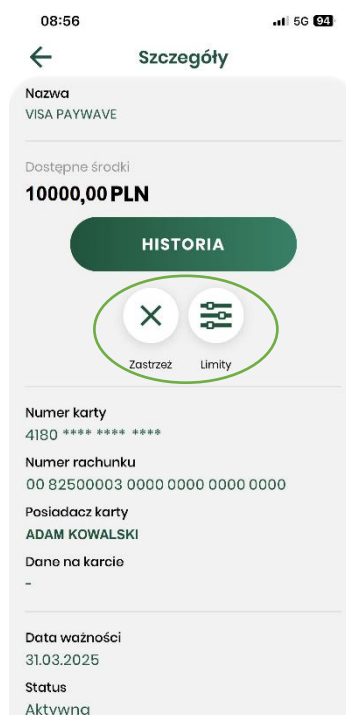 08:56 5G 94
Szczegóły
Nazwa
VISA PAYWAVE
Dostępne środki
10000,00 PLN
HISTORIA
Zastrzeż Limity
Numer karty
4180 **** **** ****
Numer rachunku
00 82500003 0000 0000 0000 0000
Posiadacz karty
ADAM KOWALSKI
Dane na karcie
-
Data ważności
31.03.2025
Status
Aktywna